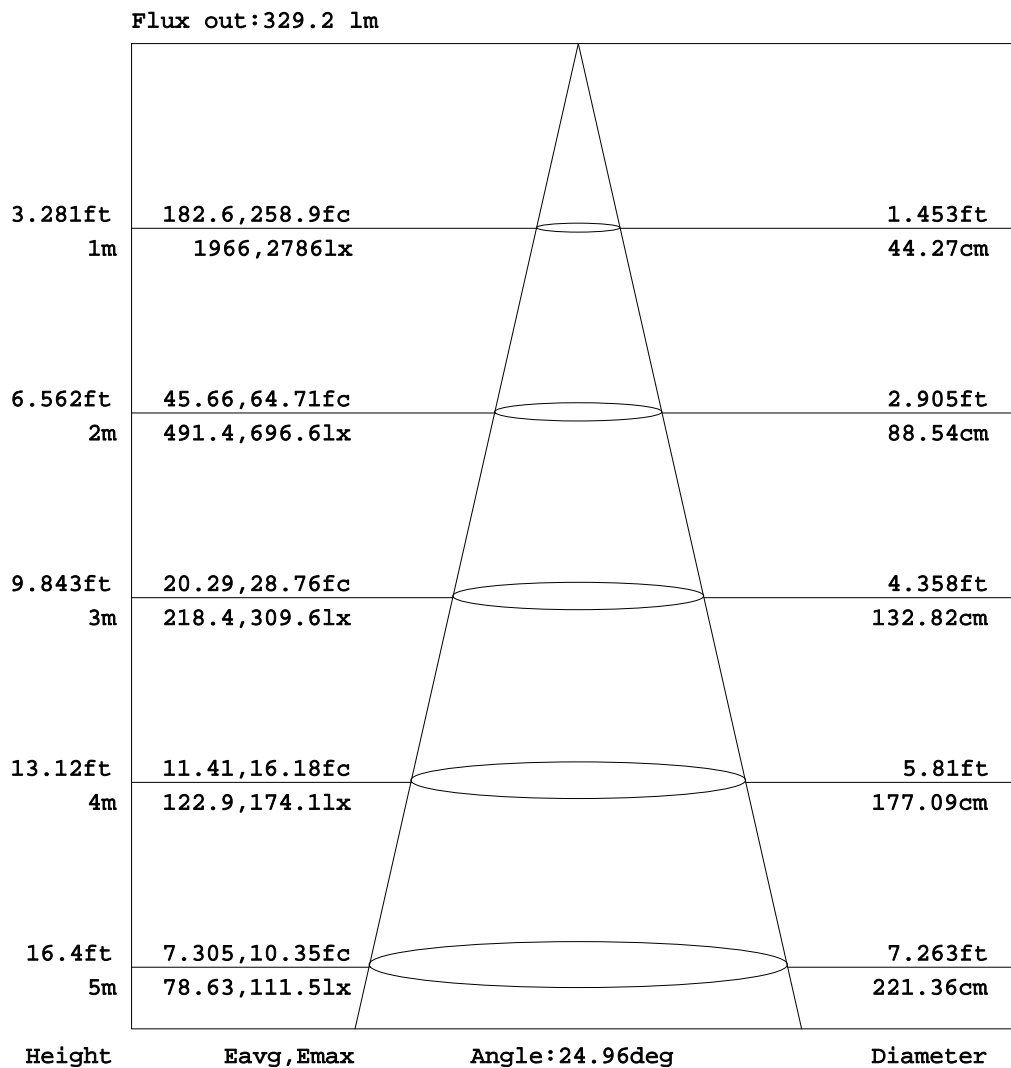 Flux out:329.2 lm
3.281ft 182.6,258.9fc 1.453ft
1m 1966,2786lx 44.27cm
6.562ft 45.66,64.71fc 2.905ft
2m 491.4,696.6lx 88.54cm
9.843ft 20.29,28.76fc 4.358ft
3m 218.4,309.6lx 132.82cm
13.12ft 11.41,16.18fc 5.81ft
4m 122.9,174.1lx 177.09cm
16.4ft 7.305,10.35fc 7.263ft
5m 78.63,111.5lx 221.36cm
Height Eavg,Emax Angle:24.96deg Diameter